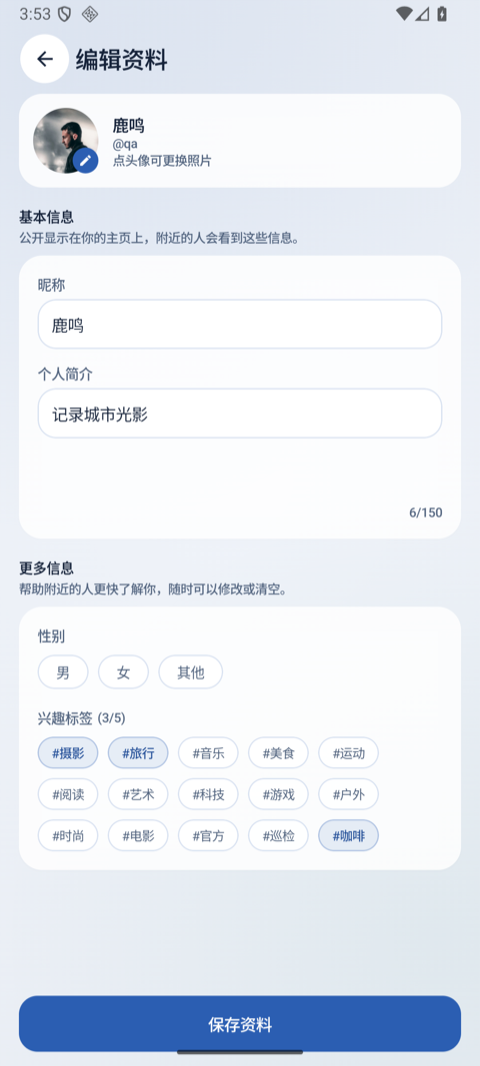 3:53
编辑资料
鹿鸣
@qa
点头像可更换照片
基本信息
公开显示在你的主页上，附近的人会看到这些信息。
昵称
鹿鸣
个人简介
记录城市光影
6/150
更多信息
帮助附近的人更快了解你，随时可以修改或清空。
性别
男 女 其他
兴趣标签 (3/5)
#摄影 #旅行 #音乐 #美食 #运动
#阅读 #艺术 #科技 #游戏 #户外
#时尚 #电影 #官方 #巡检 #咖啡
保存资料